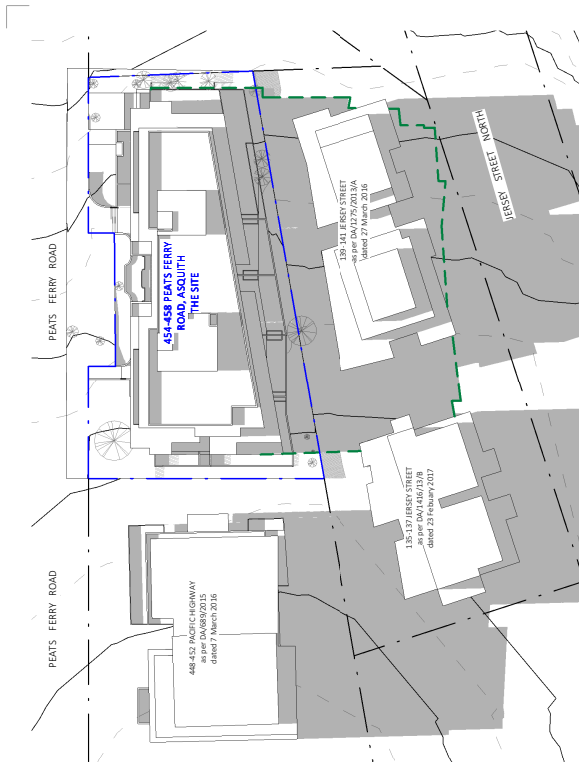 PEATS FERRY ROAD
454-458 PEATS FERRY
ROAD, ASQUITH
THE SITE
139-141 JERSEY STREET
as per DA/1275/2013/A
dated 27 March 2016
JERSEY STREET NORTH
PEATS FERRY ROAD
448-452 PACIFIC HIGHWAY
as per DA/689/2015
dated 7 March 2016
135-137 JERSEY STREET
as per DA/1416/13/B
dated 23 Febuary 2017